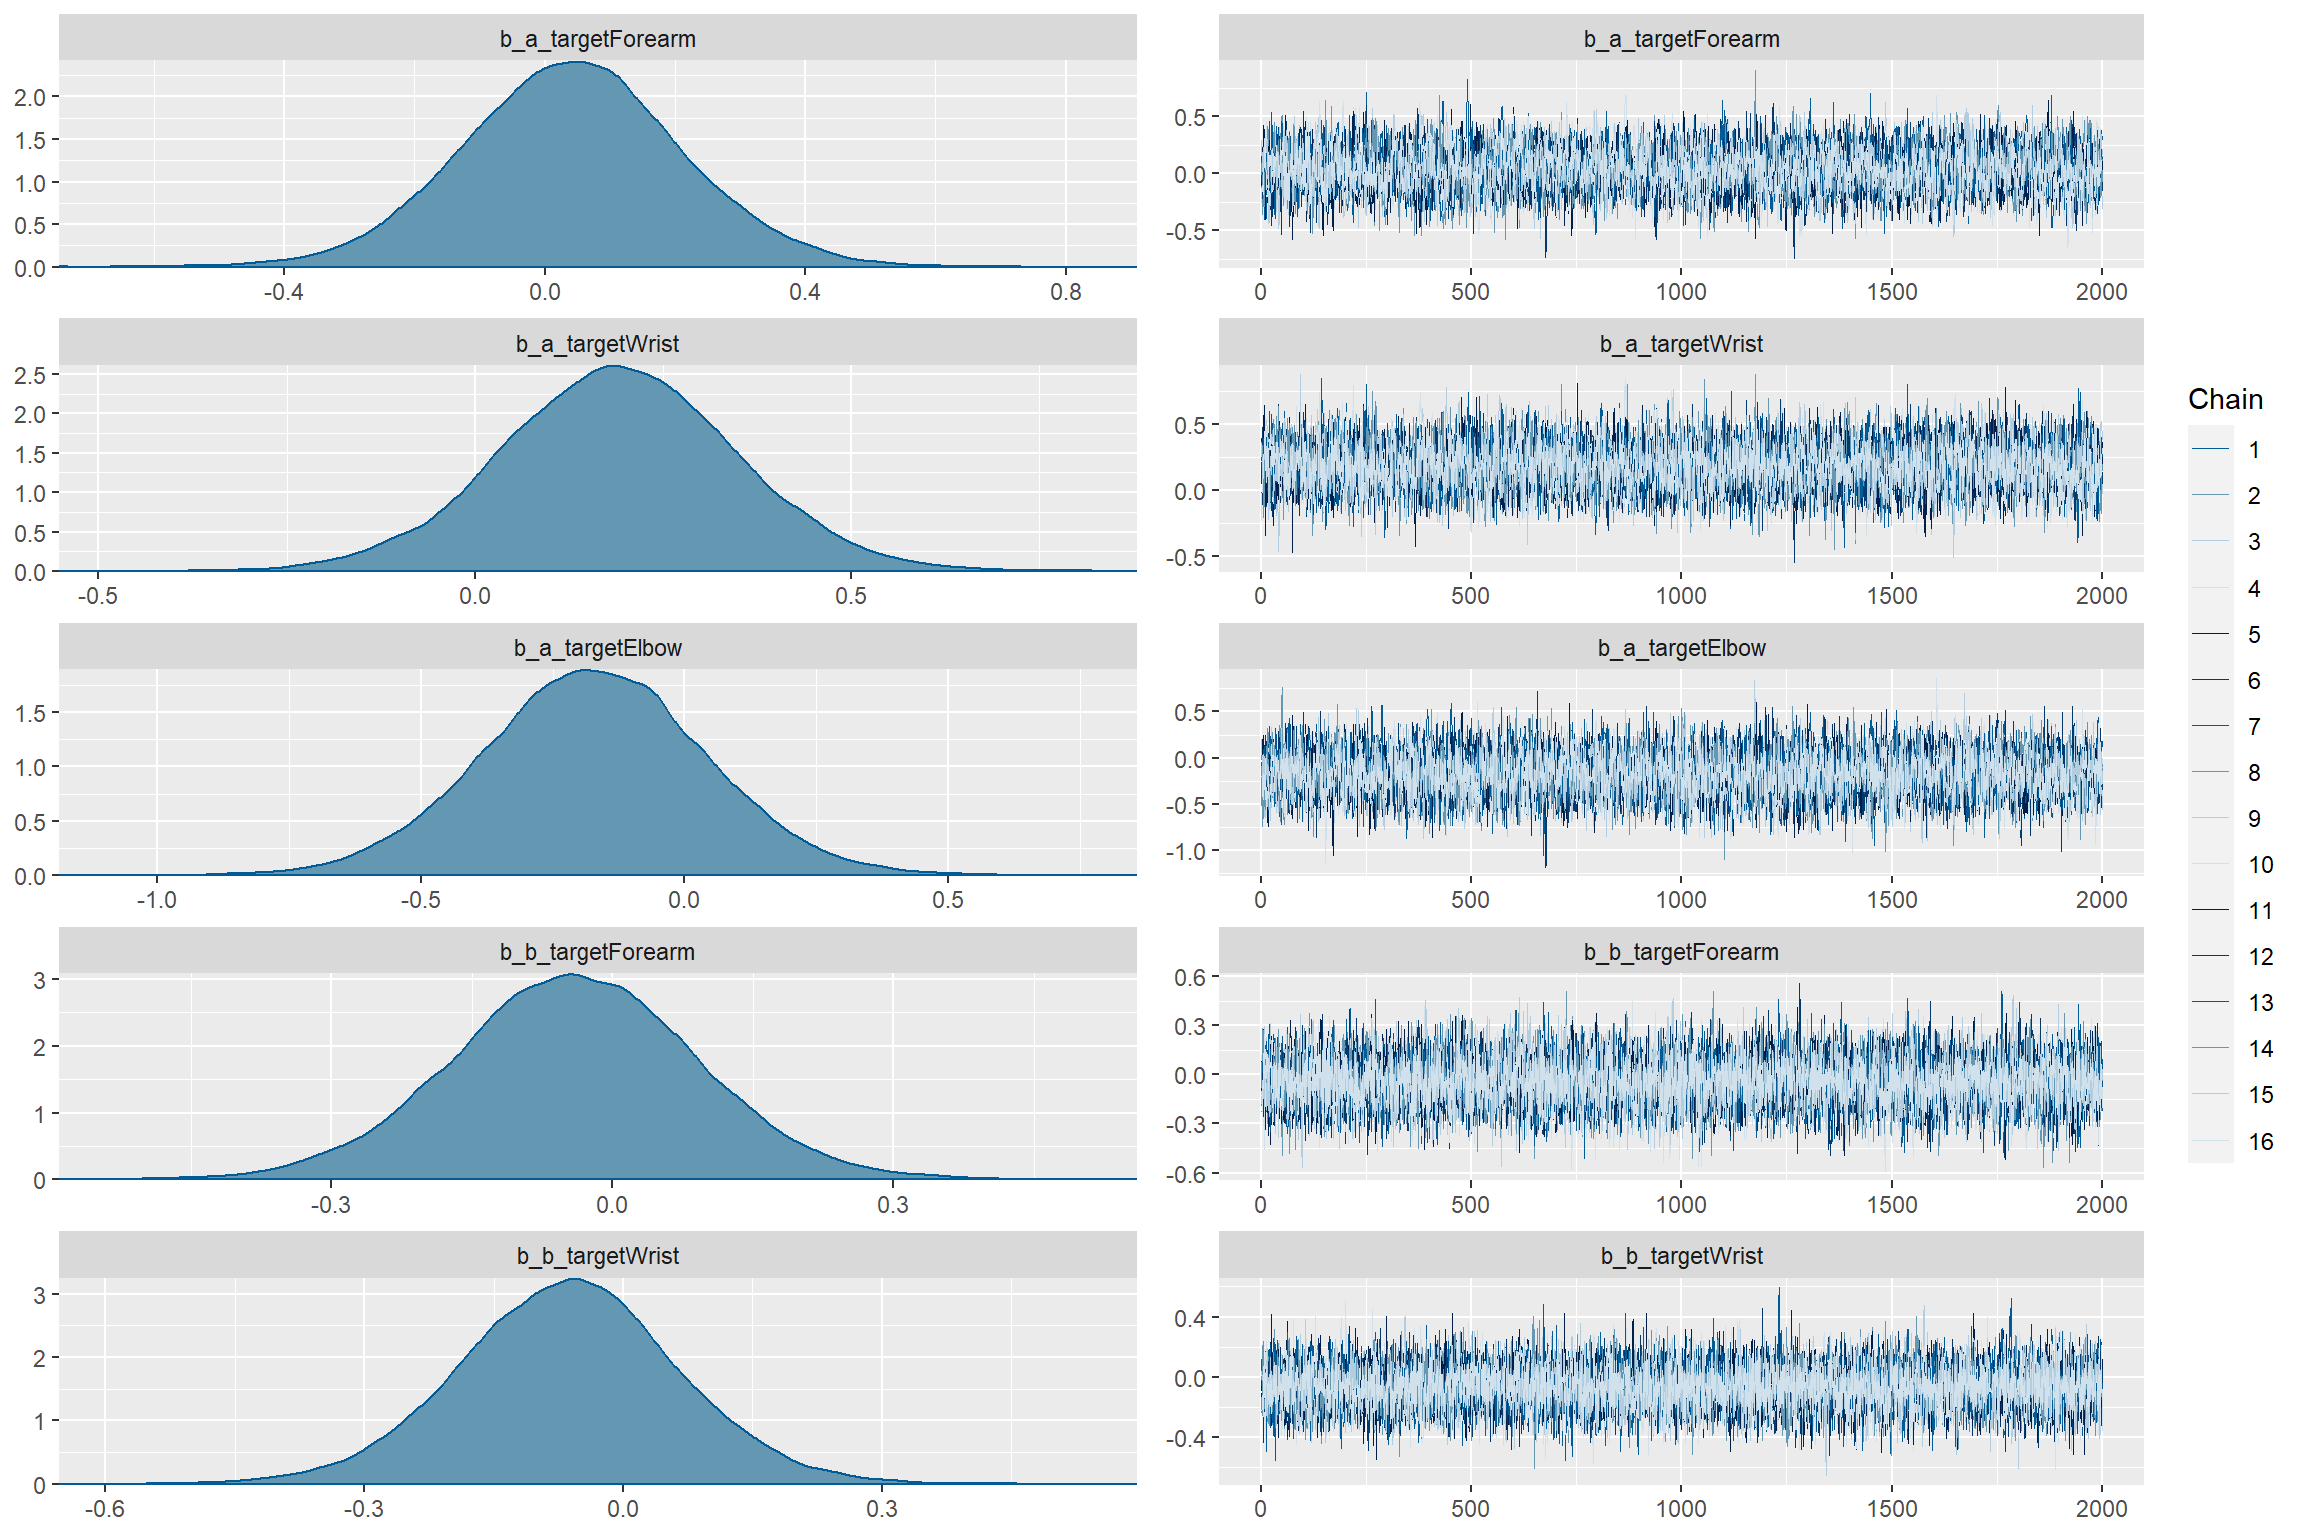 b_a_targetForearm
2.0
1.5
1.0
0.5
0.0
-0.4 0.0 0.4 0.8
b_a_targetForearm
0.5
0.0
-0.5
0 500 1000 1500 2000
b_a_targetWrist
2.5
2.0
1.5
1.0
0.5
0.0
-0.5 0.0 0.5
b_a_targetWrist
0.5
0.0
-0.5
0 500 1000 1500 2000
b_a_targetElbow
1.5
1.0
0.5
0.0
-1.0 -0.5 0.0 0.5
b_a_targetElbow
0.5
0.0
-0.5
-1.0
0 500 1000 1500 2000
b_b_targetForearm
3
2
1
0
-0.3 0.0 0.3
b_b_targetForearm
0.6
0.3
0.0
-0.3
-0.6
0 500 1000 1500 2000
b_b_targetWrist
3
2
1
0
-0.6 -0.3 0.0 0.3
b_b_targetWrist
0.4
0.0
-0.4
0 500 1000 1500 2000
Chain
1
2
3
4
5
6
7
8
9
10
11
12
13
14
15
16